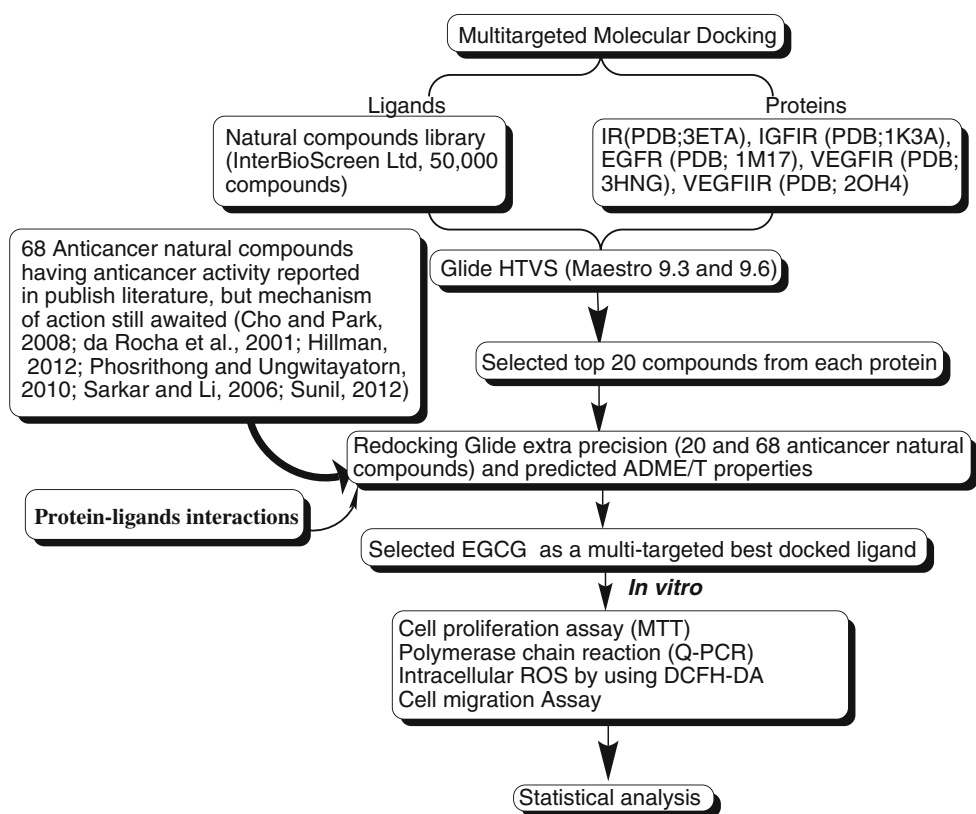 Multitargeted Molecular Docking
Ligands
Proteins
Natural compounds library
(InterBioScreen Ltd, 50,000
compounds)
IR(PDB;3ETA), IGFIR (PDB;1K3A),
EGFR (PDB; 1M17), VEGFIR (PDB;
3HNG), VEGFIIR (PDB; 2OH4)
68 Anticancer natural compounds
having anticancer activity reported
in publish literature, but mechanism
of action still awaited (Cho and Park,
2008; da Rocha et al., 2001; Hillman,
2012; Phosrithong and Ungwitayatorn,
2010; Sarkar and Li, 2006; Sunil, 2012)
Glide HTVS (Maestro 9.3 and 9.6)
Selected top 20 compounds from each protein
Redocking Glide extra precision (20 and 68 anticancer natural
compounds) and predicted ADME/T properties
Protein-ligands interactions
Selected EGCG as a multi-targeted best docked ligand
In vitro
Cell proliferation assay (MTT)
Polymerase chain reaction (Q-PCR)
Intracellular ROS by using DCFH-DA
Cell migration Assay
Statistical analysis